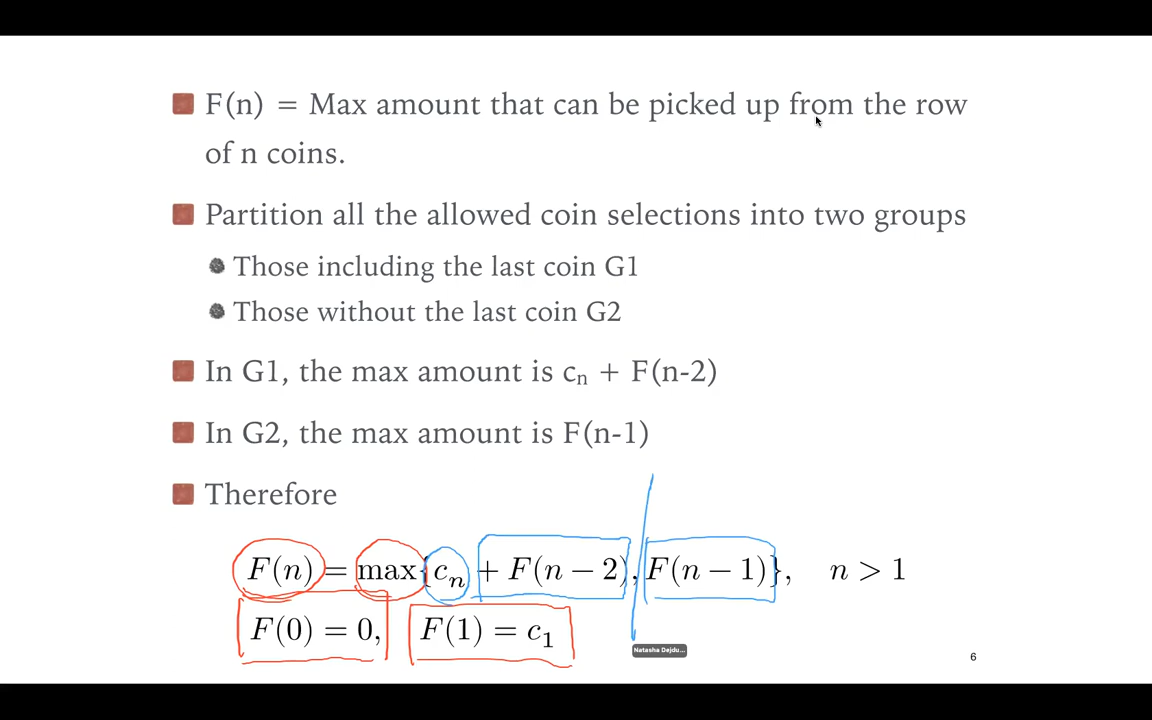 F(n) = Max amount that can be picked up from the row
of n coins.
Partition all the allowed coin selections into two groups
Those including the last coin G1
Those without the last coin G2
In G1, the max amount is cₙ + F(n-2)
In G2, the max amount is F(n-1)
Therefore
F(n) = max{cₙ + F(n − 2), F(n − 1)}, n > 1
F(0) = 0, F(1) = c₁
Natasha Dejdu...
6